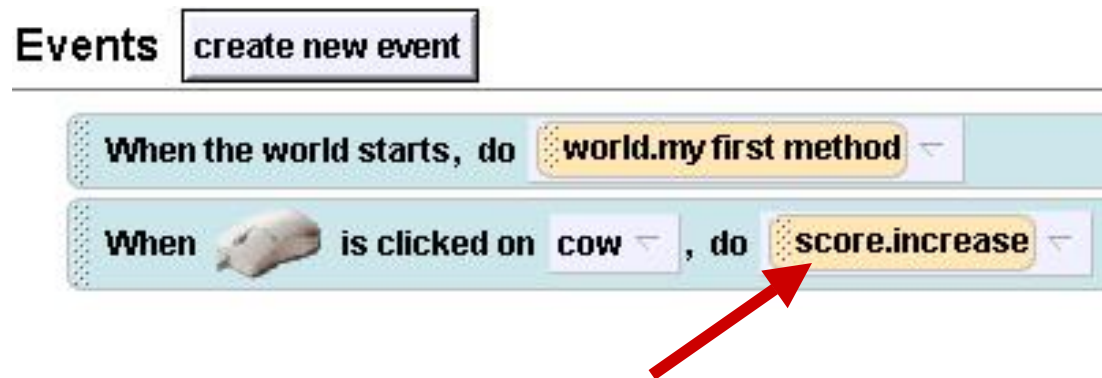 Events create new event
When the world starts, do world.my first method
When is clicked on cow , do score.increase